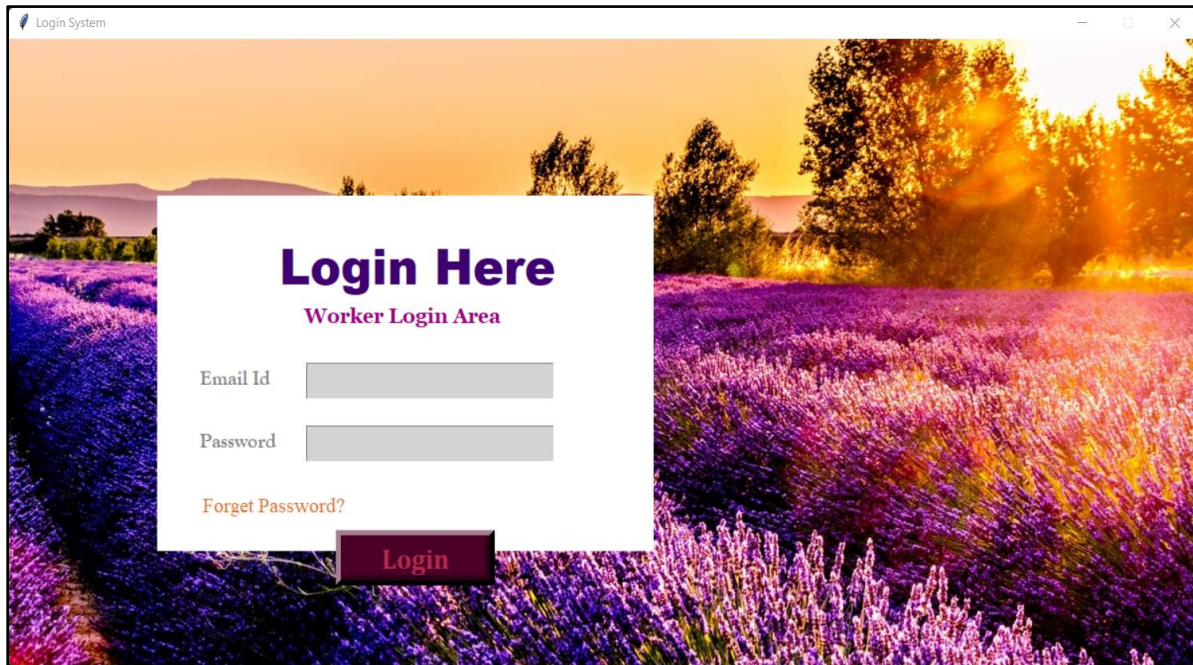 Login System
Login Here
Worker Login Area
Email Id
Password
Forget Password?
Login